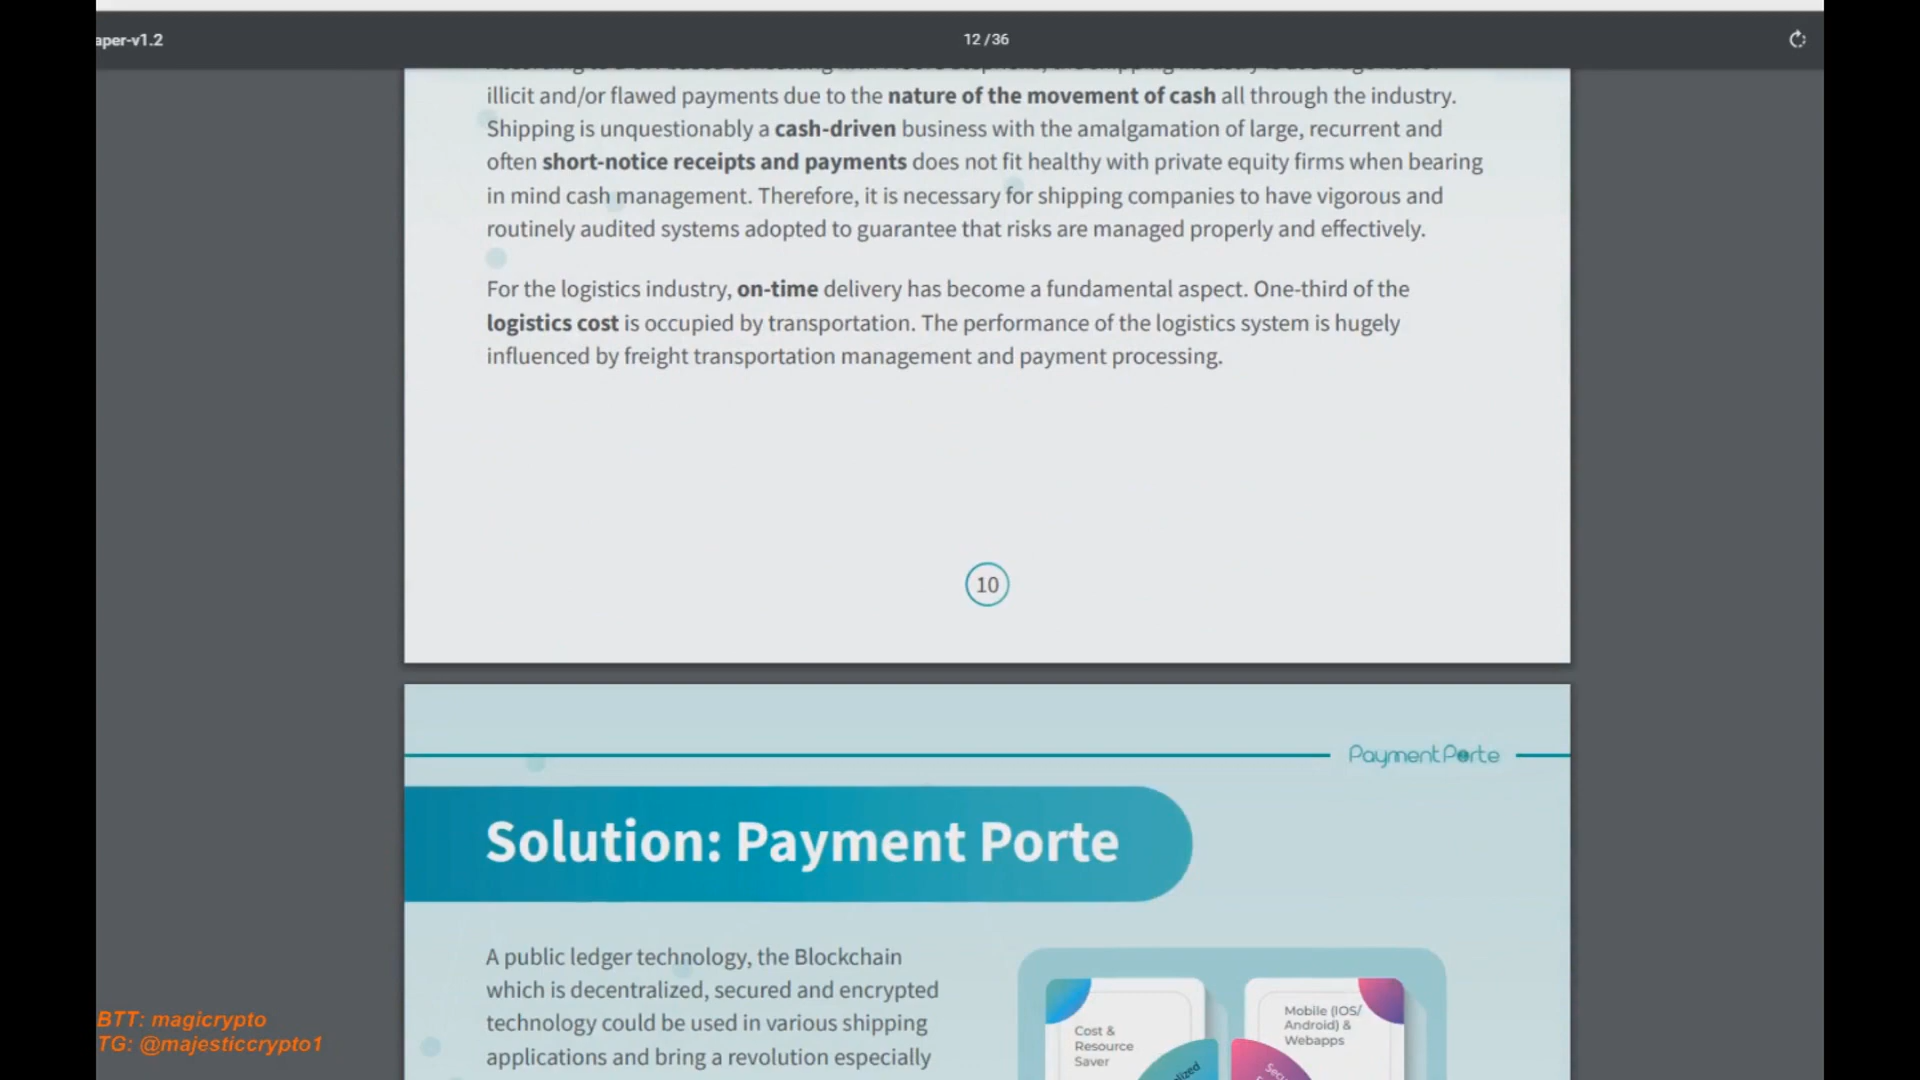 aper-v1.2
12 / 36
illicit and/or flawed payments due to the nature of the movement of cash all through the industry.
Shipping is unquestionably a cash-driven business with the amalgamation of large, recurrent and
often short-notice receipts and payments does not fit healthy with private equity firms when bearing
in mind cash management. Therefore, it is necessary for shipping companies to have vigorous and
routinely audited systems adopted to guarantee that risks are managed properly and effectively.
For the logistics industry, on-time delivery has become a fundamental aspect. One-third of the
logistics cost is occupied by transportation. The performance of the logistics system is hugely
influenced by freight transportation management and payment processing.
10
PaymentPorte
Solution: Payment Porte
A public ledger technology, the Blockchain
which is decentralized, secured and encrypted
technology could be used in various shipping
applications and bring a revolution especially
Cost &
Resource
Saver
Mobile (IOS/
Android) &
Webapps
BTT: magicrypto
TG: @majesticcrypto1